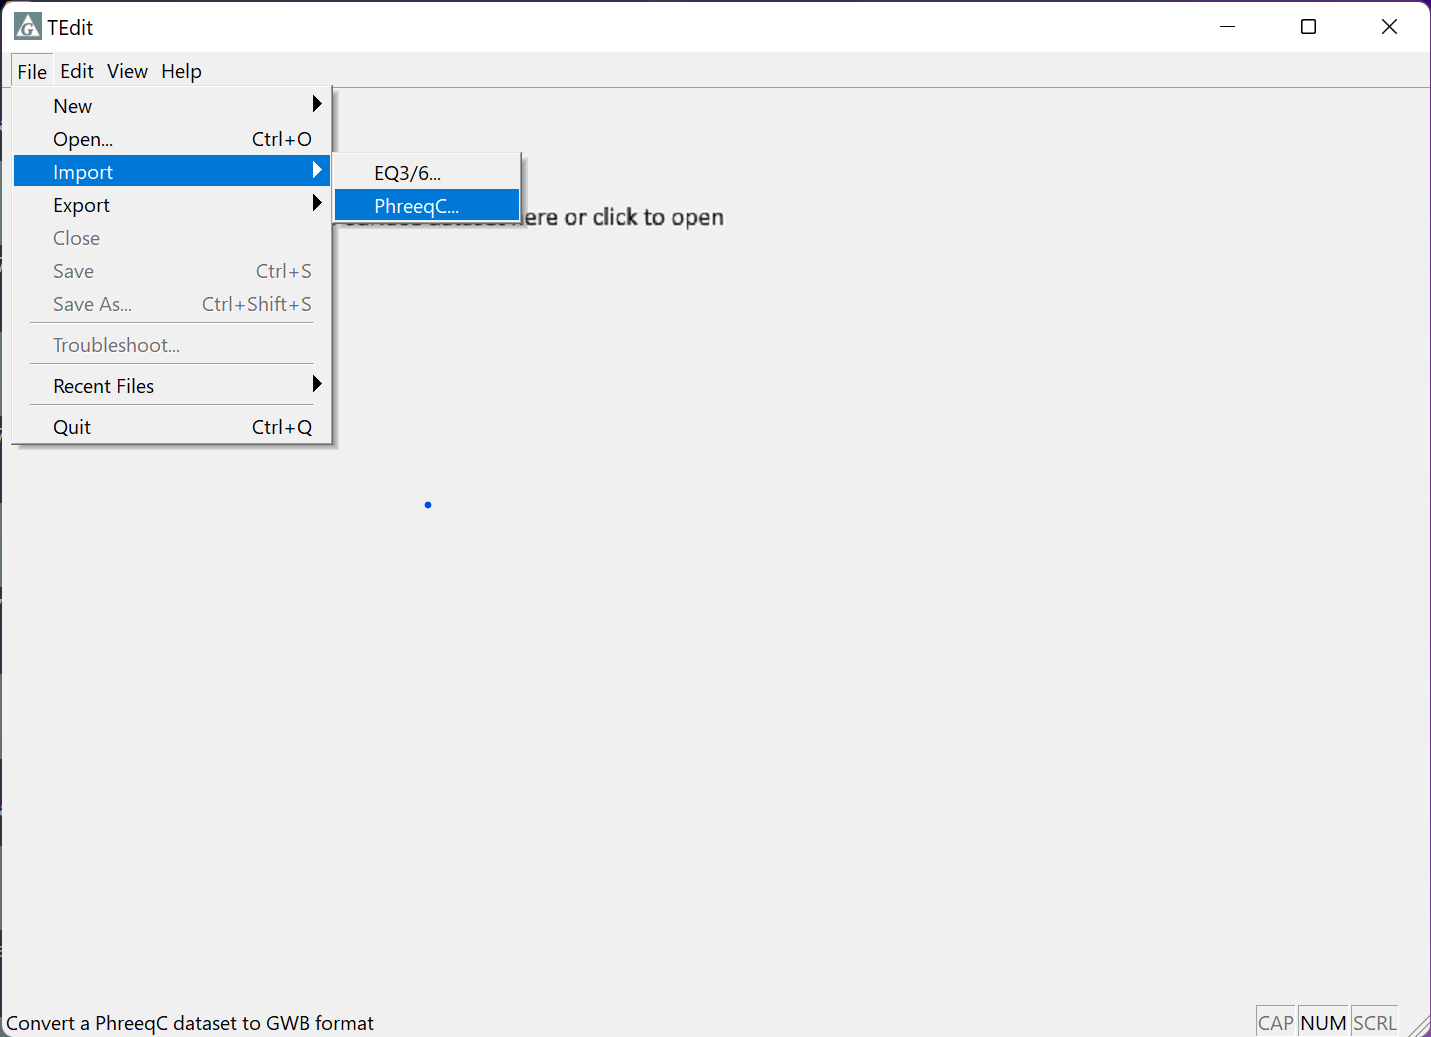 TEdit
File Edit View Help
New
Open... Ctrl+O
Import
Export
Close
Save Ctrl+S
Save As... Ctrl+Shift+S
Troubleshoot...
Recent Files
Quit Ctrl+Q
EQ3/6...
PhreeqC...
here or click to open
Convert a PhreeqC dataset to GWB format
CAP NUM SCRL